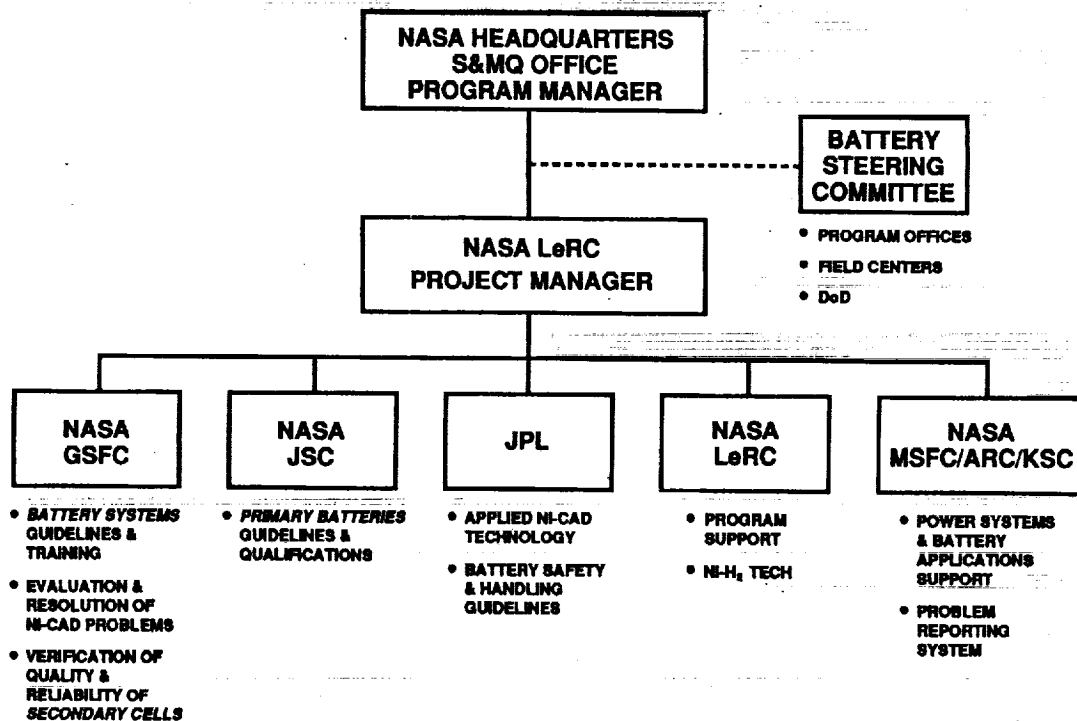 NASA HEADQUARTERS
S&MQ OFFICE
PROGRAM MANAGER
BATTERY
STEERING
COMMITTEE
• PROGRAM OFFICES
• FIELD CENTERS
• DoD
NASA LeRC
PROJECT MANAGER
NASA
GSFC
• BATTERY SYSTEMS
GUIDELINES &
TRAINING
• EVALUATION &
RESOLUTION OF
NI-CAD PROBLEMS
• VERIFICATION OF
QUALITY &
RELIABILITY OF
SECONDARY CELLS
NASA
JSC
• PRIMARY BATTERIES
GUIDELINES &
QUALIFICATIONS
JPL
• APPLIED NI-CAD
TECHNOLOGY
• BATTERY SAFETY
& HANDLING
GUIDELINES
NASA
LeRC
• PROGRAM
SUPPORT
• NI-H₂ TECH
NASA
MSFC/ARC/KSC
• POWER SYSTEMS
& BATTERY
APPLICATIONS
SUPPORT
• PROBLEM
REPORTING
SYSTEM